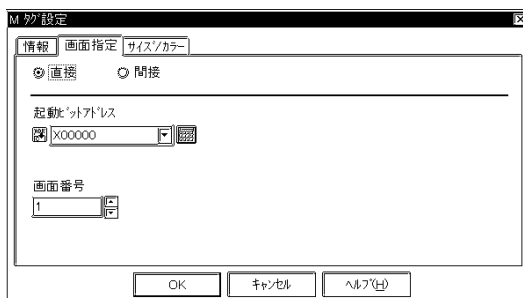 M ﾀｸﾞ設定
情報 画面指定 ｻｲｽﾞ/ｶﾗｰ
直接 間接
起動ﾋﾞｯﾄｱﾄﾞﾚｽ
X00000
画面番号
1
OK ｷｬﾝｾﾙ ﾍﾙﾌﾟ(H)